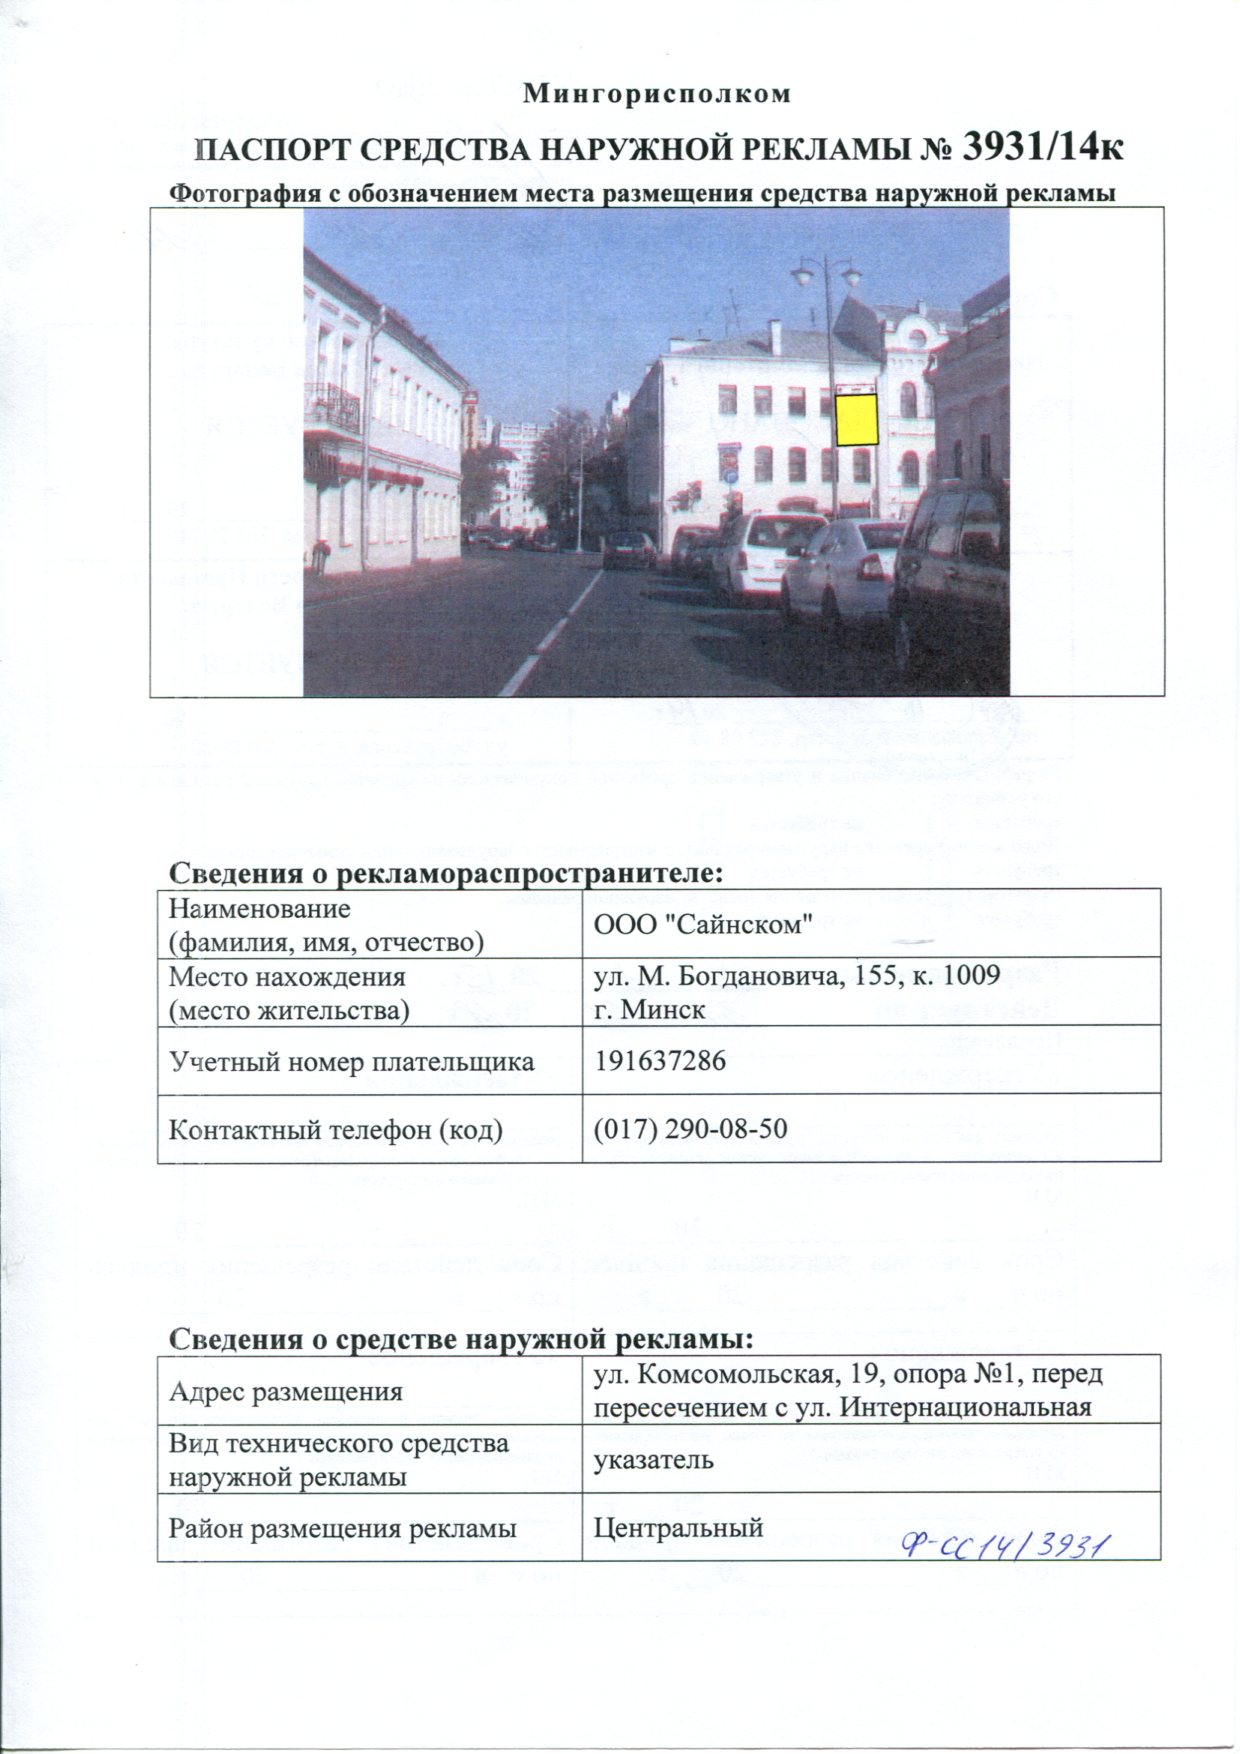 Мингорисполком
ПАСПОРТ СРЕДСТВА НАРУЖНОЙ РЕКЛАМЫ № 3931/14к
Фотография с обозначением места размещения средства наружной рекламы
Сведения о рекламораспространителе:
Наименование
(фамилия, имя, отчество)
ООО "Сайнском"
Место нахождения
(место жительства)
ул. М. Богдановича, 155, к. 1009
г. Минск
Учетный номер плательщика
191637286
Контактный телефон (код)
(017) 290-08-50
Сведения о средстве наружной рекламы:
Адрес размещения
ул. Комсомольская, 19, опора №1, перед
пересечением с ул. Интернациональная
Вид технического средства
наружной рекламы
указатель
Район размещения рекламы
Центральный
Ф-СС14/3931